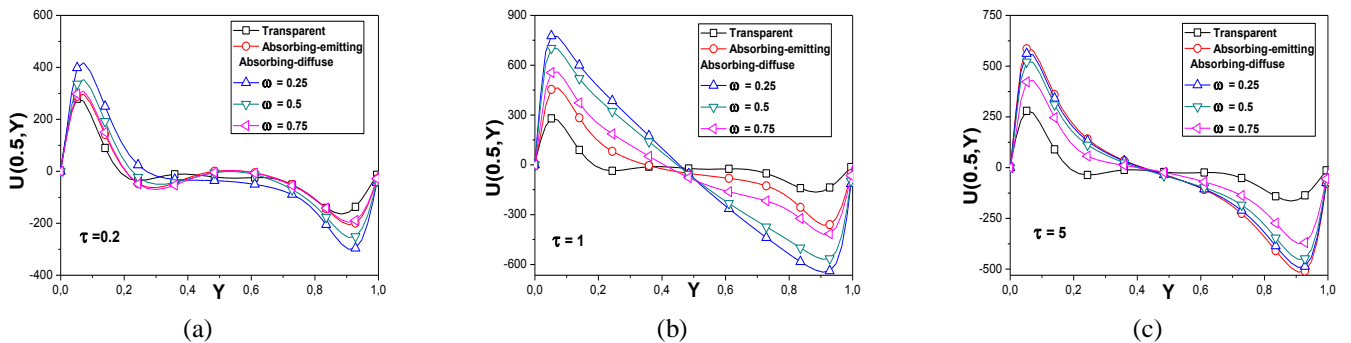 600
400
200
0
-200
-400
U(0.5,Y)
Transparent
Absorbing-emitting
Absorbing-diffuse
ω = 0.25
ω = 0.5
ω = 0.75
τ =0.2
0,0 0,2 0,4 0,6 0,8 1,0
Y
(a)
900
600
300
0
-300
-600
U(0.5,Y)
Transparent
Absorbing-emitting
Absorbing-diffuse
ω = 0.25
ω = 0.5
ω = 0.75
τ = 1
0,0 0,2 0,4 0,6 0,8 1,0
Y
(b)
750
500
250
0
-250
-500
U(0.5,Y)
Transparent
Absorbing-emitting
Absorbing-diffuse
ω = 0.25
ω = 0.5
ω = 0.75
τ = 5
0,0 0,2 0,4 0,6 0,8 1,0
Y
(c)